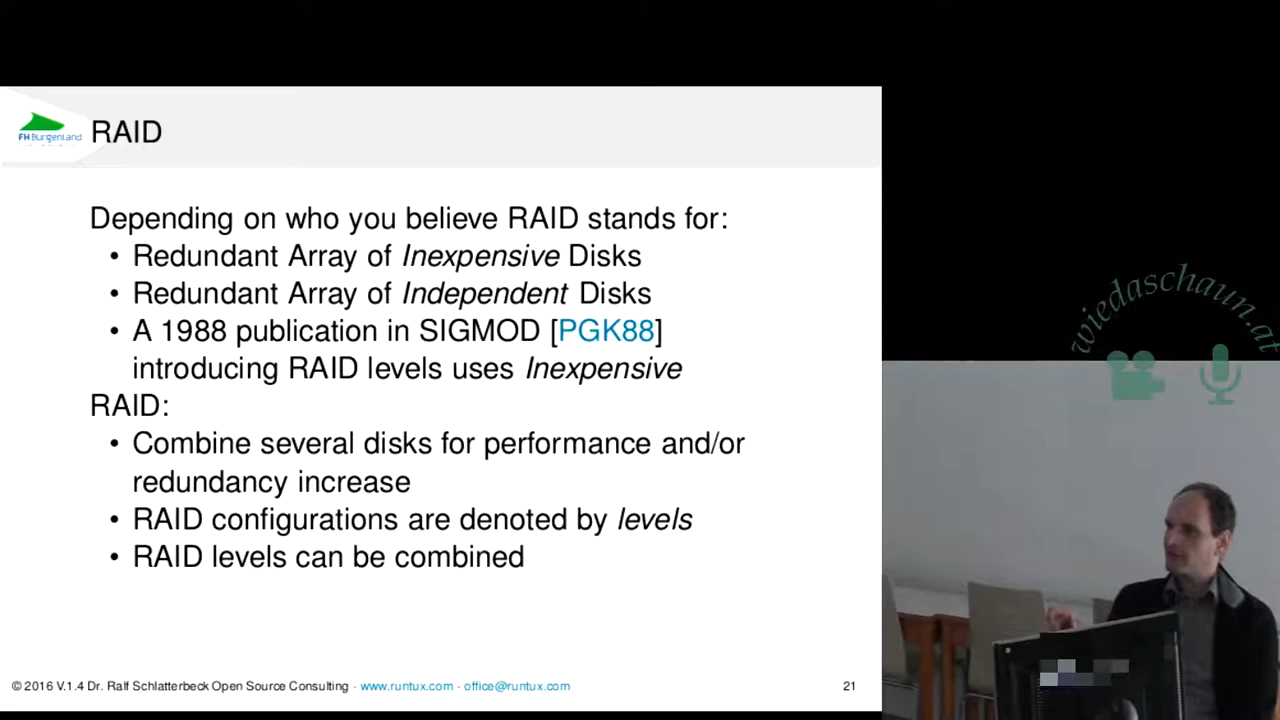 FH Burgenland
RAID
Depending on who you believe RAID stands for:
• Redundant Array of Inexpensive Disks
• Redundant Array of Independent Disks
• A 1988 publication in SIGMOD [PGK88]
introducing RAID levels uses Inexpensive
RAID:
• Combine several disks for performance and/or
redundancy increase
• RAID configurations are denoted by levels
• RAID levels can be combined
© 2016 V.1.4 Dr. Ralf Schlatterbeck Open Source Consulting · www.runtux.com · office@runtux.com
21
wiedaschaun.at